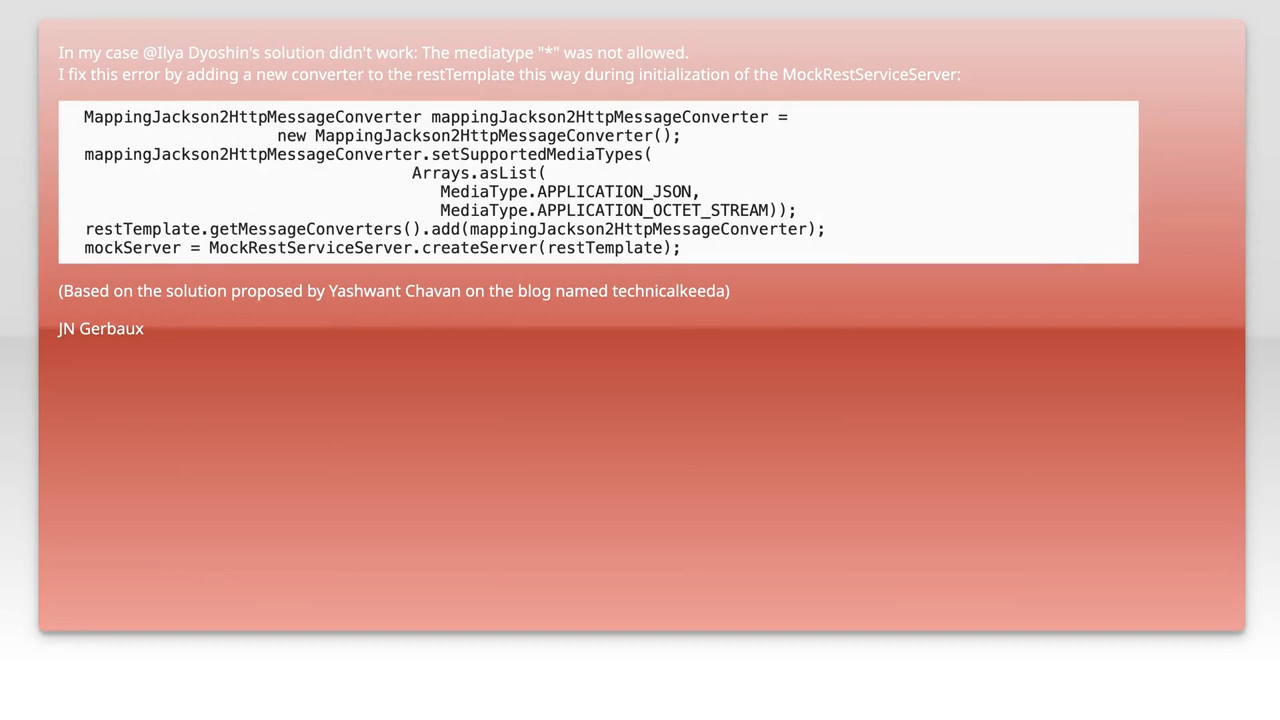 In my case @Ilya Dyoshin's solution didn't work: The mediatype "*" was not allowed.
I fix this error by adding a new converter to the restTemplate this way during initialization of the MockRestServiceServer:
MappingJackson2HttpMessageConverter mappingJackson2HttpMessageConverter =
new MappingJackson2HttpMessageConverter();
mappingJackson2HttpMessageConverter.setSupportedMediaTypes(
Arrays.asList(
MediaType.APPLICATION_JSON,
MediaType.APPLICATION_OCTET_STREAM));
restTemplate.getMessageConverters().add(mappingJackson2HttpMessageConverter);
mockServer = MockRestServiceServer.createServer(restTemplate);
(Based on the solution proposed by Yashwant Chavan on the blog named technicalkeeda)
JN Gerbaux